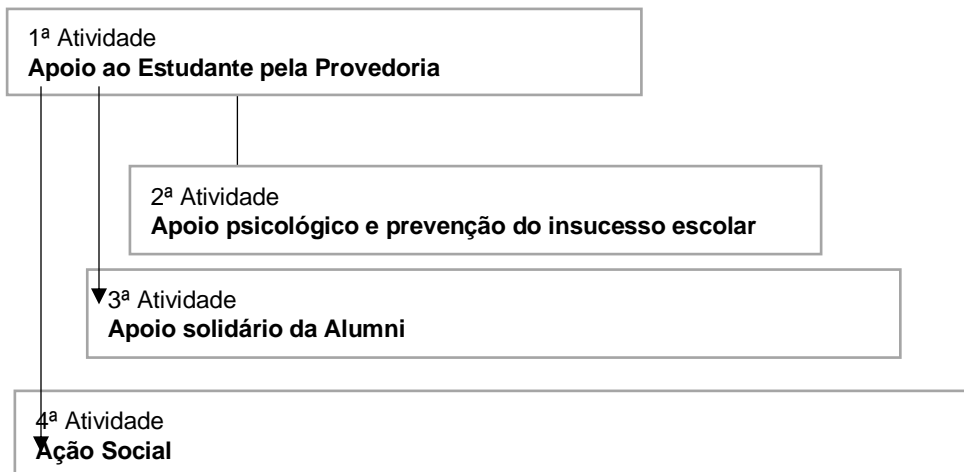 1ª Atividade
Apoio ao Estudante pela Provedoria
2ª Atividade
Apoio psicológico e prevenção do insucesso escolar
3ª Atividade
Apoio solidário da Alumni
4ª Atividade
Ação Social